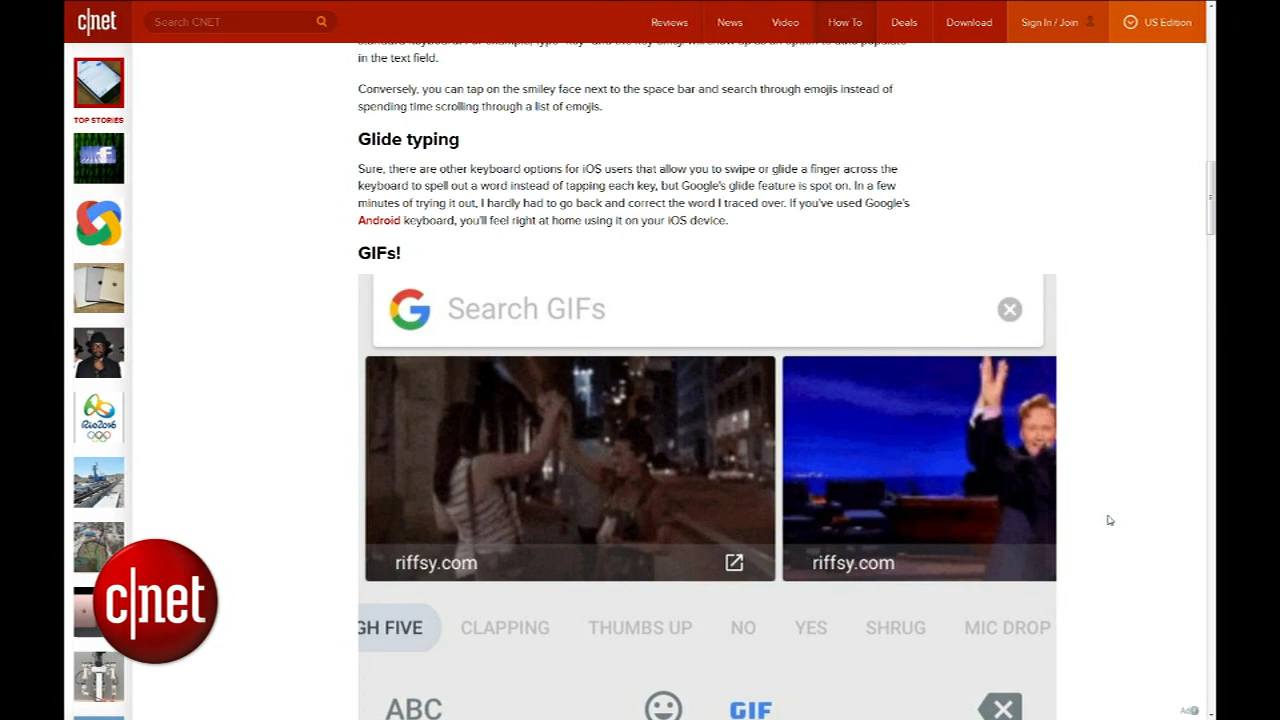 c|net
Search CNET
Reviews
News
Video
How To
Deals
Download
Sign In / Join
US Edition
in the text field.
Conversely, you can tap on the smiley face next to the space bar and search through emojis instead of
spending time scrolling through a list of emojis.
TOP STORIES
Glide typing
Sure, there are other keyboard options for iOS users that allow you to swipe or glide a finger across the
keyboard to spell out a word instead of tapping each key, but Google's glide feature is spot on. In a few
minutes of trying it out, I hardly had to go back and correct the word I traced over. If you've used Google's
Android keyboard, you'll feel right at home using it on your iOS device.
GIFs!
Search GIFs
Rio2016
riffsy.com
riffsy.com
c|net
GH FIVE
CLAPPING
THUMBS UP
NO
YES
SHRUG
MIC DROP
ABC
GIF
Ad